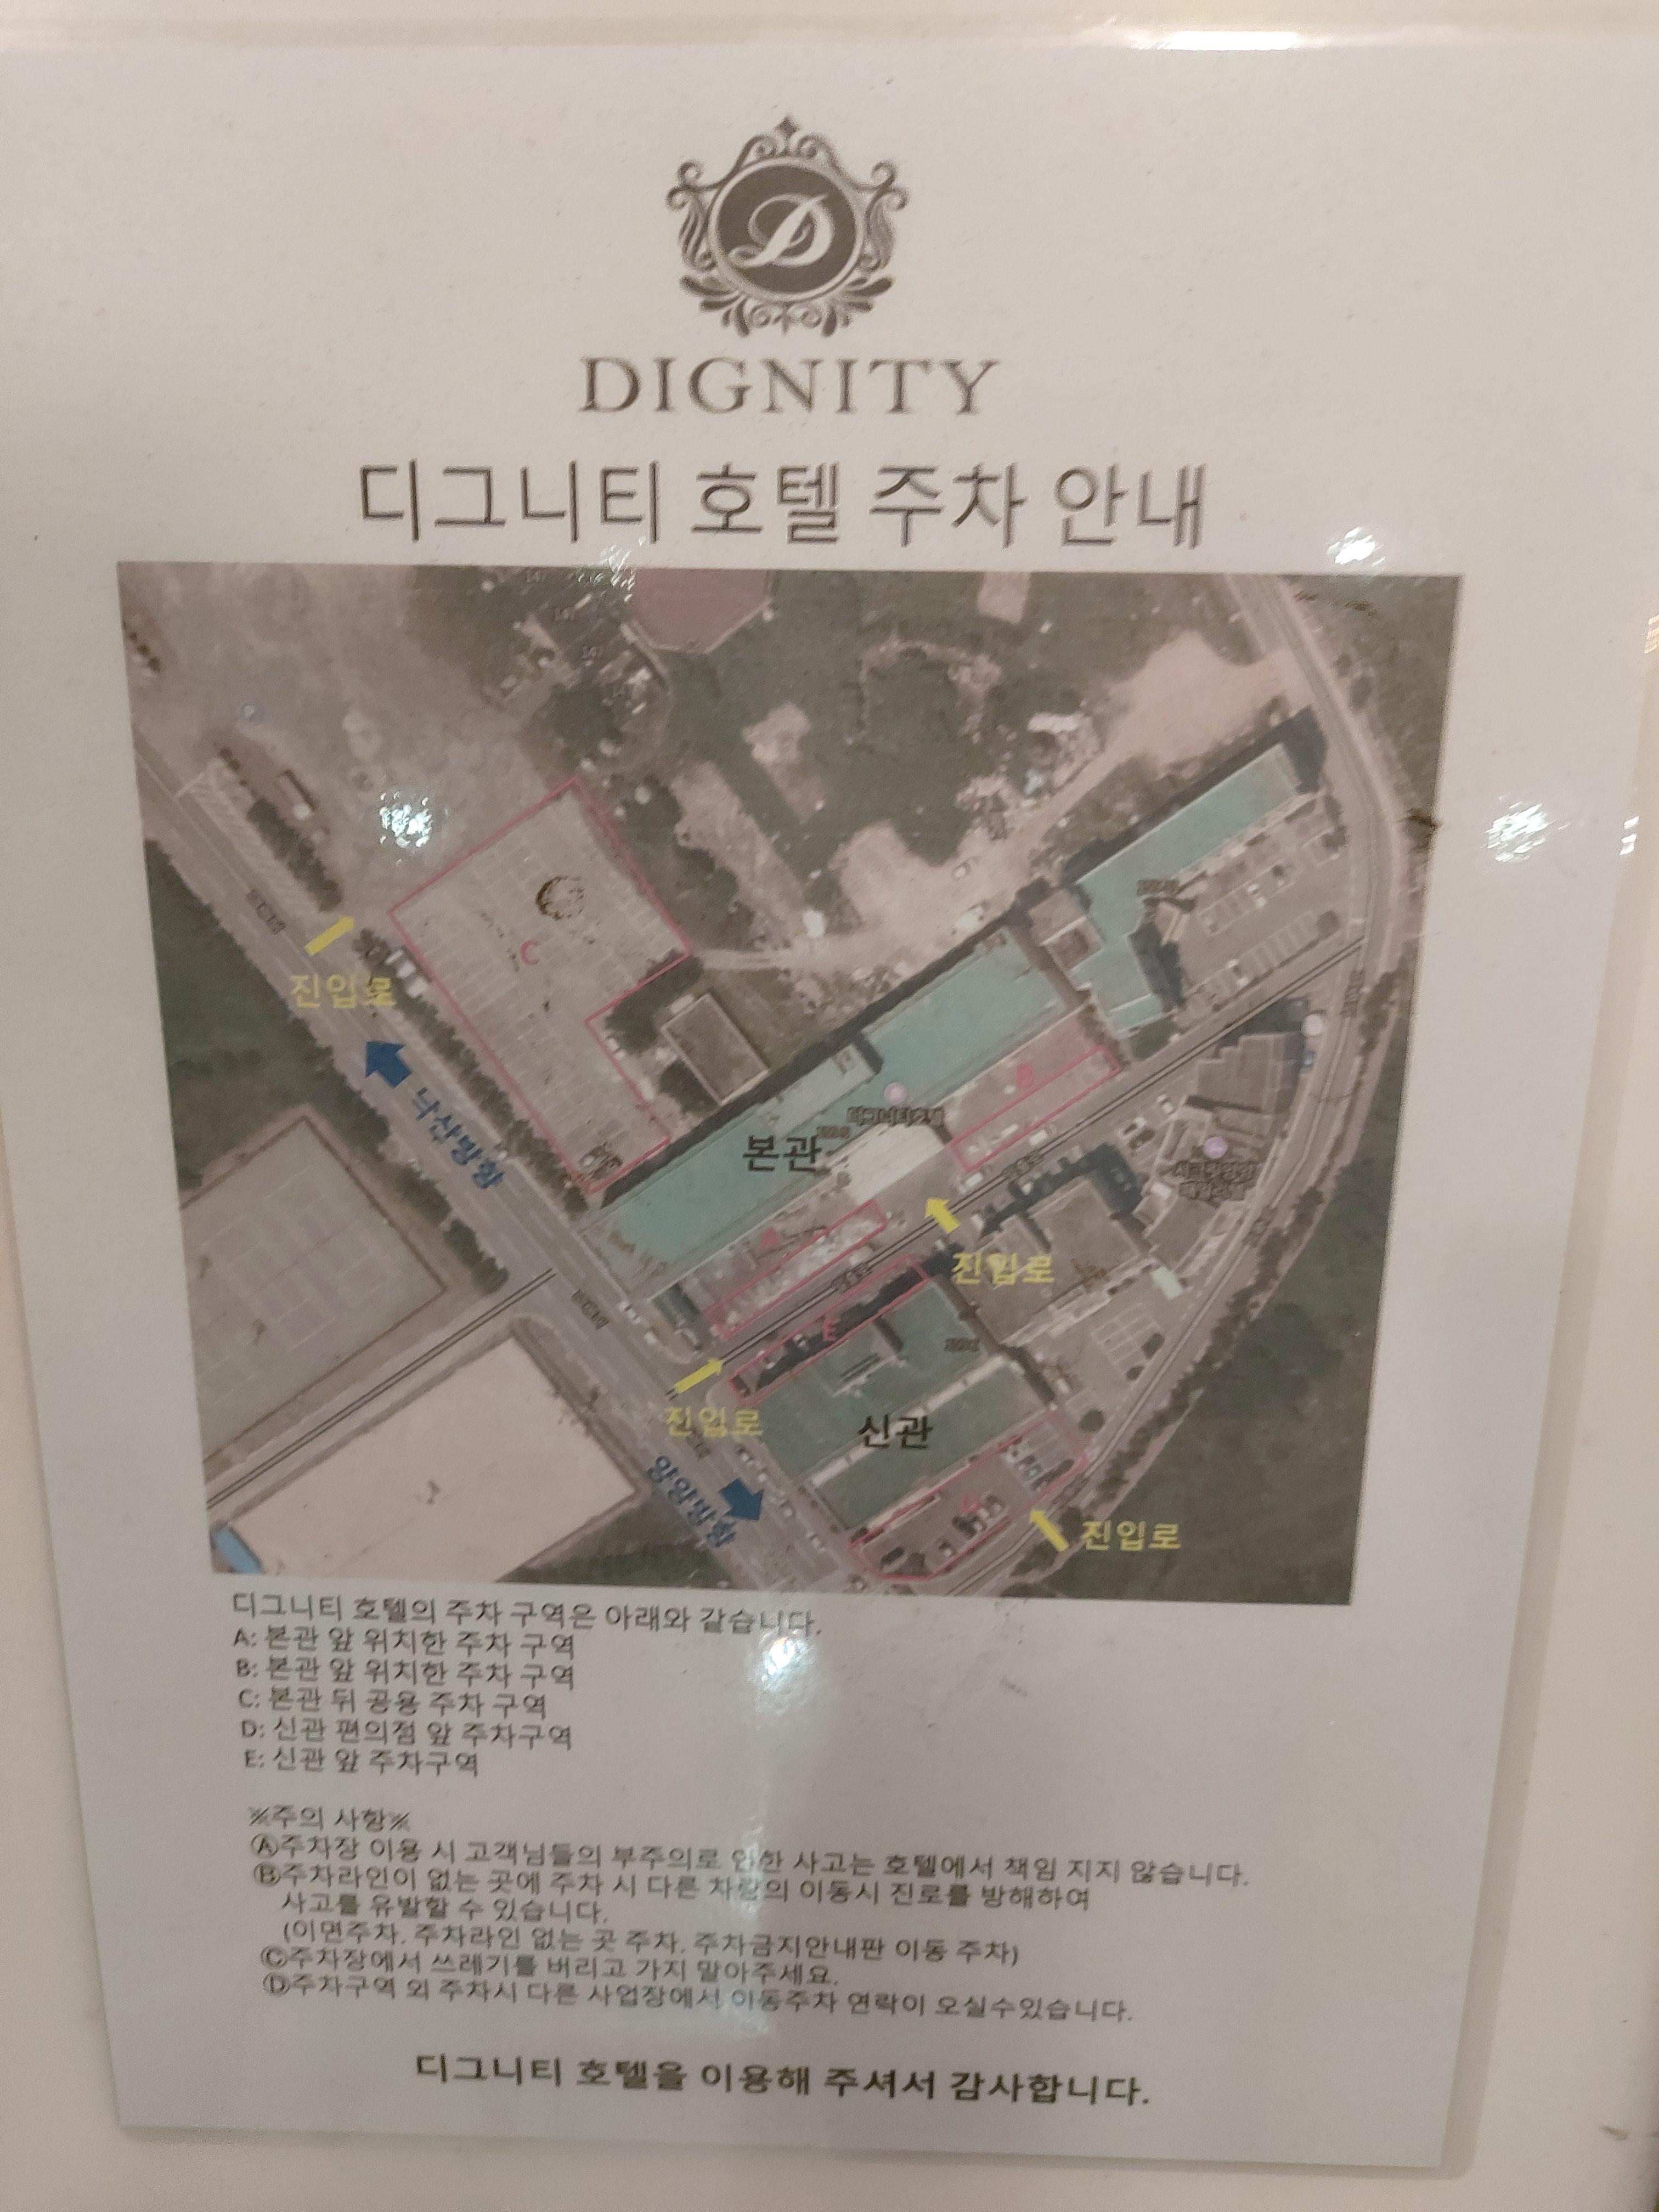 D
DIGNITY
디그니티 호텔 주차 안내
147
147
147
C
진입로
낙산방향
B
디그니티호텔
본관
A
진입로
E
진입로
신관
양양방향
진입로
디그니티 호텔의 주차 구역은 아래와 같습니다.
A: 본관 앞 위치한 주차 구역
B: 본관 앞 위치한 주차 구역
C: 본관 뒤 공용 주차 구역
D: 신관 편의점 앞 주차구역
E: 신관 앞 주차구역
※주의 사항※
Ⓐ주차장 이용 시 고객님들의 부주의로 인한 사고는 호텔에서 책임 지지 않습니다.
Ⓑ주차라인이 없는 곳에 주차 시 다른 차량의 이동시 진로를 방해하여
사고를 유발할 수 있습니다.
(이면주차, 주차라인 없는 곳 주차, 주차금지안내판 이동 주차)
Ⓒ주차장에서 쓰레기를 버리고 가지 말아주세요.
Ⓓ주차구역 외 주차시 다른 사업장에서 이동주차 연락이 오실수있습니다.
디그니티 호텔을 이용해 주셔서 감사합니다.